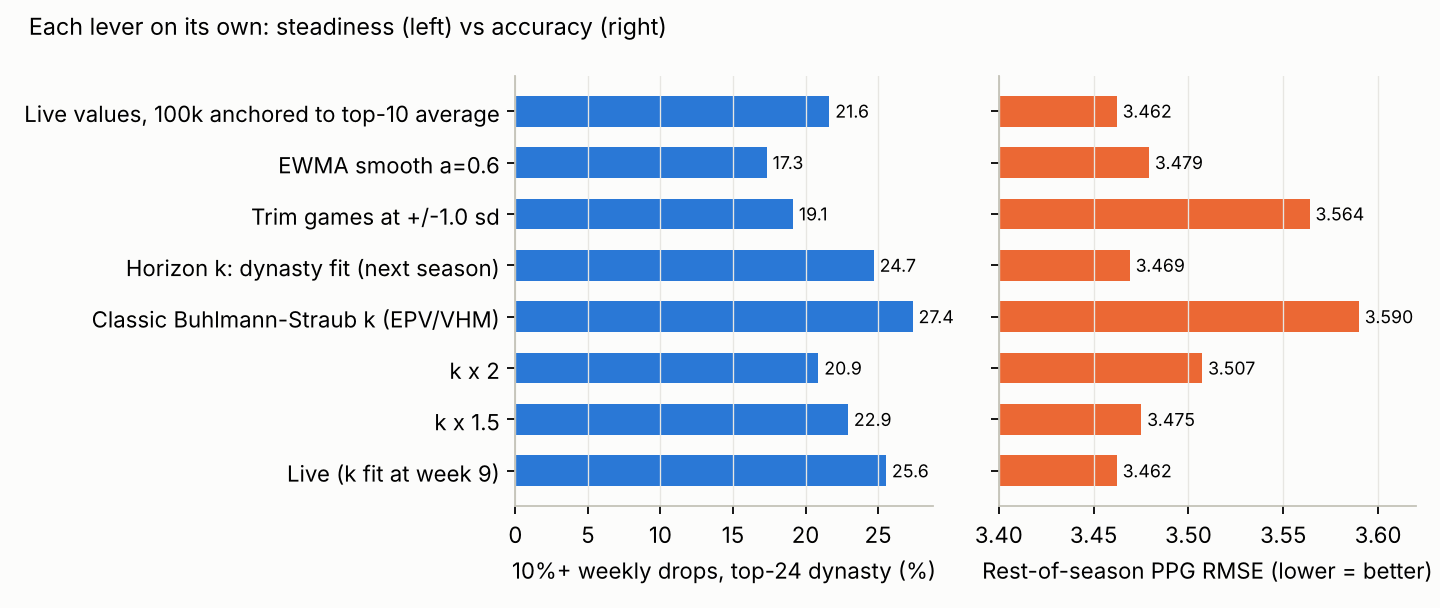 Each lever on its own: steadiness (left) vs accuracy (right)
Live values, 100k anchored to top-10 average
21.6
3.462
EWMA smooth a=0.6
17.3
3.479
Trim games at +/-1.0 sd
19.1
3.564
Horizon k: dynasty fit (next season)
24.7
3.469
Classic Buhlmann-Straub k (EPV/VHM)
27.4
3.590
k x 2
20.9
3.507
k x 1.5
22.9
3.475
Live (k fit at week 9)
25.6
3.462
0 5 10 15 20 25
3.40 3.45 3.50 3.55 3.60
10%+ weekly drops, top-24 dynasty (%)
Rest-of-season PPG RMSE (lower = better)